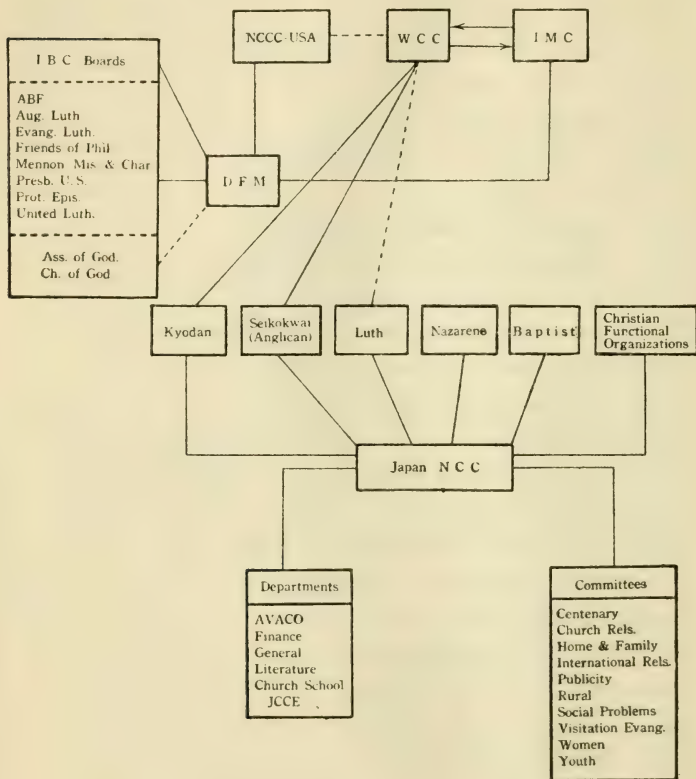 NCCC-USA
W C C
I M C
I B C Boards
ABF
Aug. Luth
Evang. Luth.
Friends of Phil
Mennon Mis & Char
Presb. U.S.
Prot. Epis.
United Luth.
Ass. of God.
Ch. of God
D F M
Kyodan
Seikokwai
(Anglican)
Luth
Nazarene
Baptist
Christian
Functional
Organizations
Japan N C C
Departments
AVACO
Finance
General
Literature
Church School
JCCE
Committees
Centenary
Church Rels.
Home & Family
International Rels.
Publicity
Rural
Social Problems
Visitation Evang.
Women
Youth